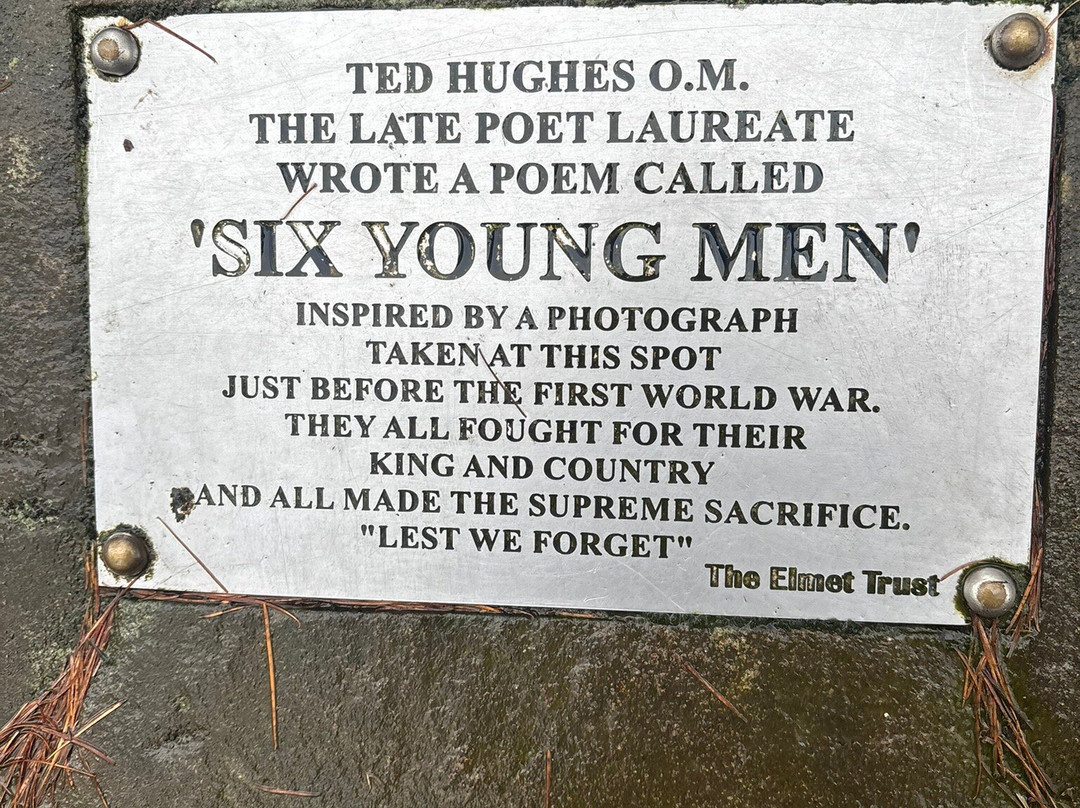 TED HUGHES O.M.
THE LATE POET LAUREATE
WROTE A POEM CALLED
'SIX YOUNG MEN'
INSPIRED BY A PHOTOGRAPH
TAKEN AT THIS SPOT
JUST BEFORE THE FIRST WORLD WAR.
THEY ALL FOUGHT FOR THEIR
KING AND COUNTRY
AND ALL MADE THE SUPREME SACRIFICE.
"LEST WE FORGET"
The Elmet Trust